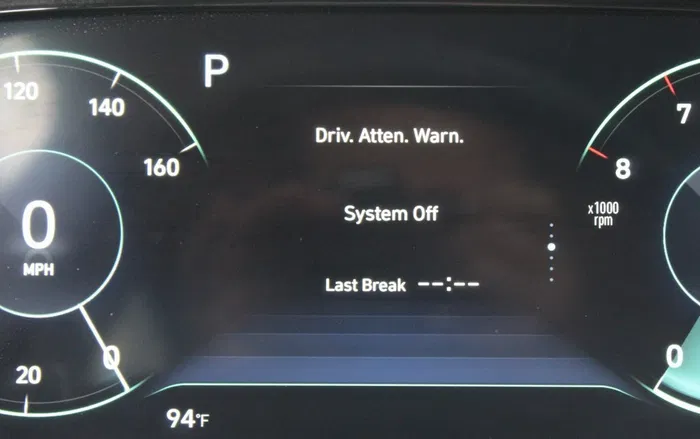 P
120
140
160
0
MPH
0
20
Driv. Atten. Warn.
System Off
Last Break --:--
7
8
x1000
rpm
0
94°F